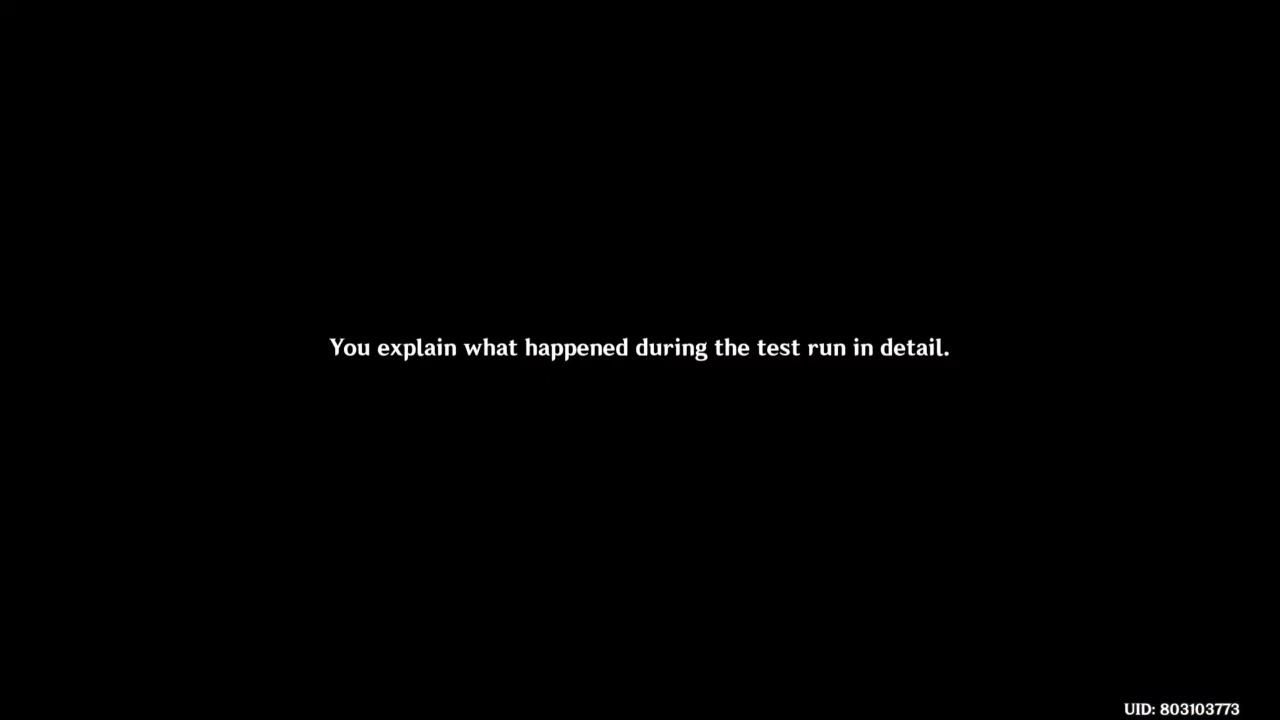 You explain what happened during the test run in detail.
UID: 803103773